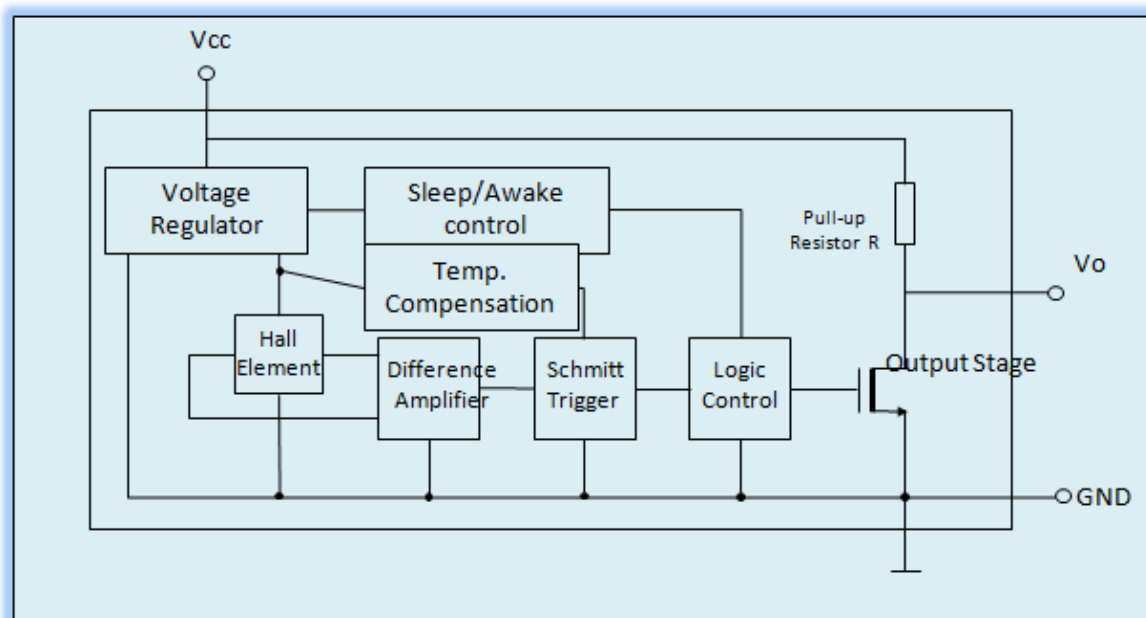 Vcc
Voltage
Regulator
Sleep/Awake
control
Pull-up
Resistor R
Temp.
Compensation
Vo
Hall
Element
Difference
Amplifier
Schmitt
Trigger
Logic
Control
Output Stage
GND